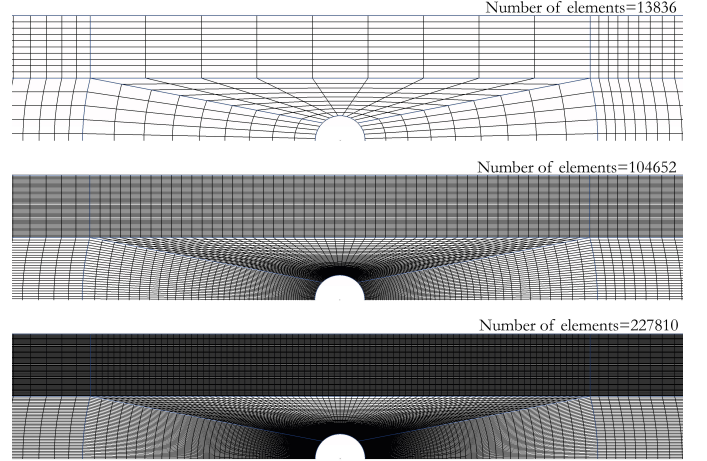 Number of elements=13836
Number of elements=104652
Number of elements=227810